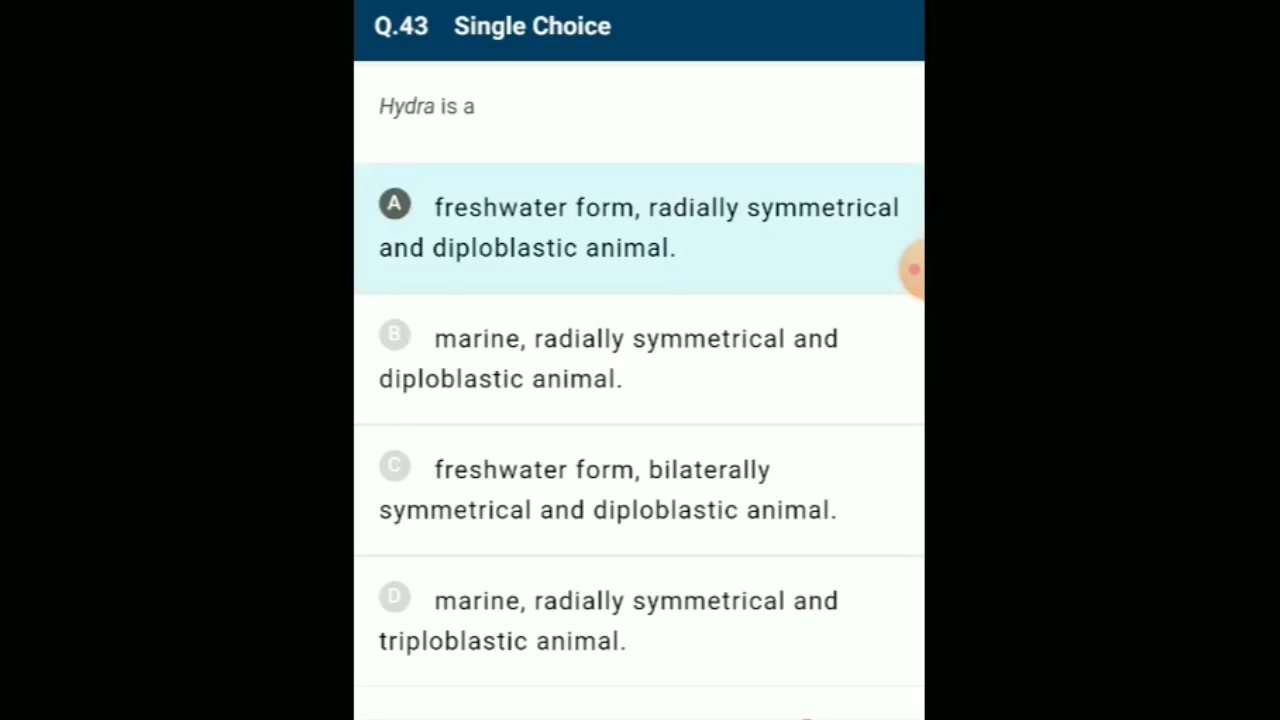 Q.43 Single Choice
Hydra is a
A freshwater form, radially symmetrical
and diploblastic animal.
B marine, radially symmetrical and
diploblastic animal.
C freshwater form, bilaterally
symmetrical and diploblastic animal.
D marine, radially symmetrical and
triploblastic animal.